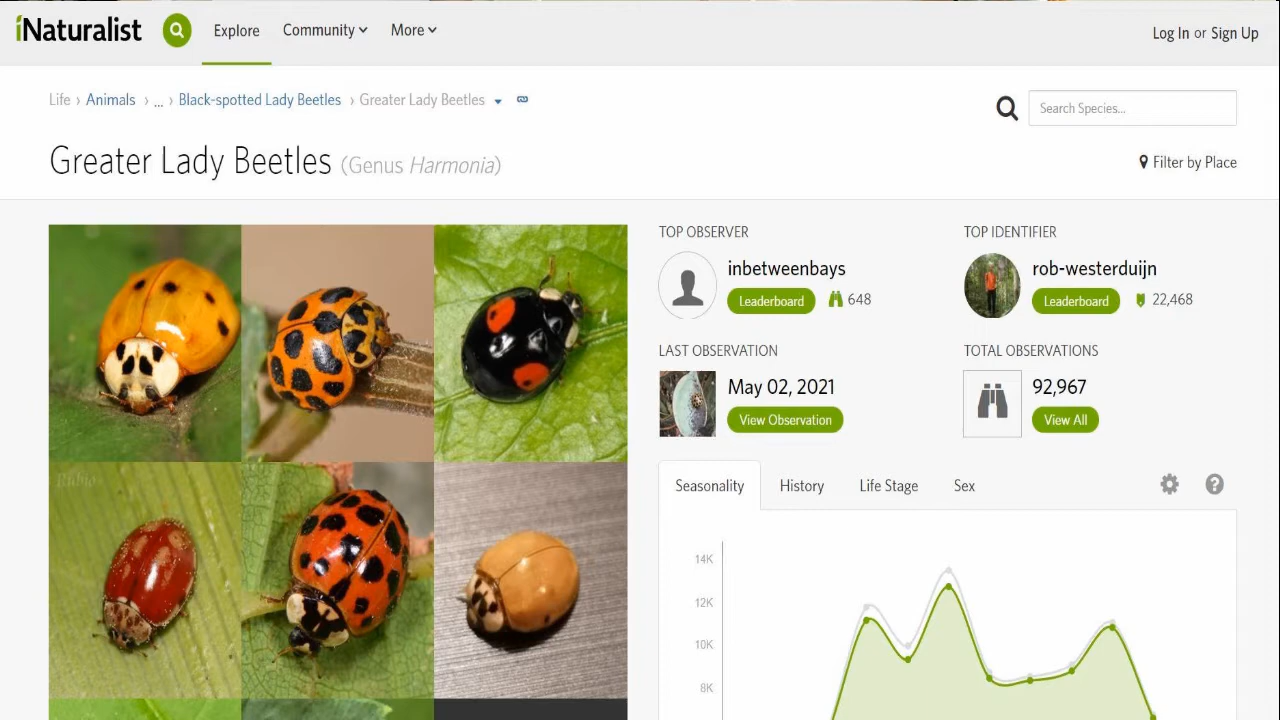 iNaturalist
Explore
Community
More
Log In or Sign Up
Life › Animals › ... › Black-spotted Lady Beetles › Greater Lady Beetles
Search Species...
Greater Lady Beetles (Genus Harmonia)
Filter by Place
TOP OBSERVER
inbetweenbays
Leaderboard
648
TOP IDENTIFIER
rob-westerduijn
Leaderboard
22,468
LAST OBSERVATION
May 02, 2021
View Observation
TOTAL OBSERVATIONS
92,967
View All
Rubio
Seasonality
History
Life Stage
Sex
?
14K
12K
10K
8K